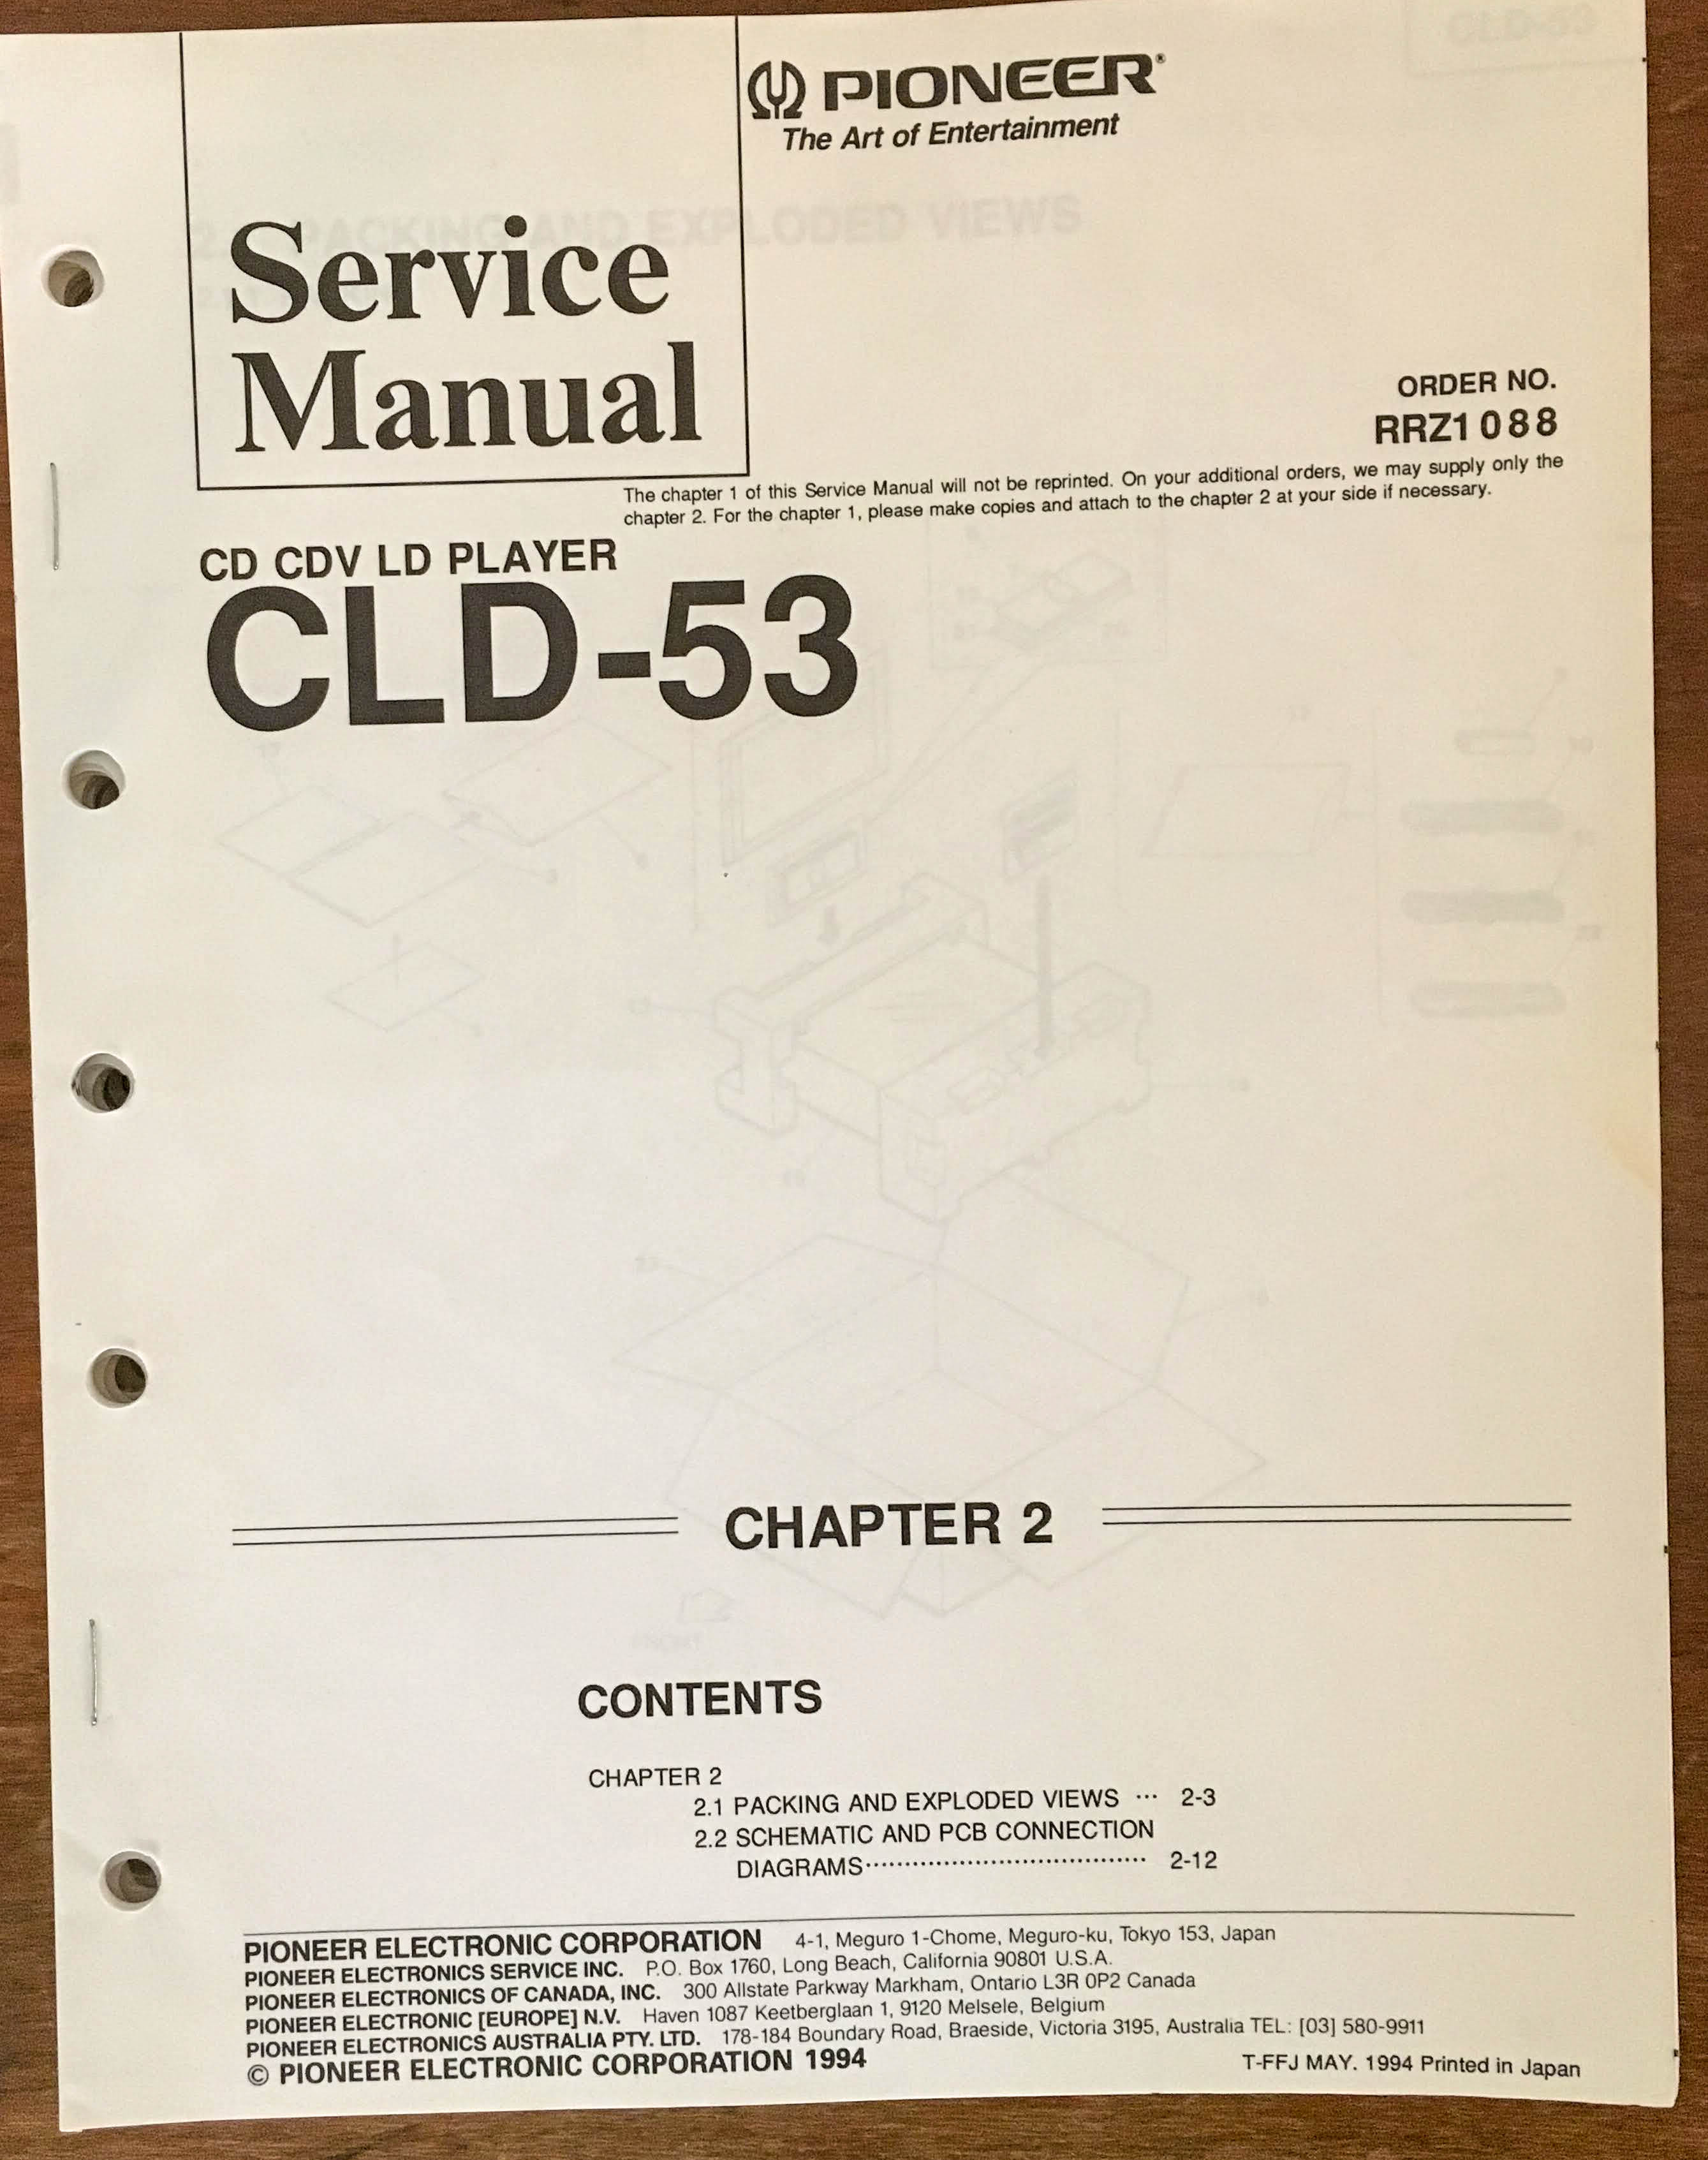 PIONEER®
The Art of Entertainment
Service
Manual
ORDER NO.
RRZ1088
The chapter 1 of this Service Manual will not be reprinted. On your additional orders, we may supply only the
chapter 2. For the chapter 1, please make copies and attach to the chapter 2 at your side if necessary.
CD CDV LD PLAYER
CLD-53
CLD-53
PACKING AND EXPLODED VIEWS
CHAPTER 2
CONTENTS
CHAPTER 2
2.1 PACKING AND EXPLODED VIEWS ··· 2-3
2.2 SCHEMATIC AND PCB CONNECTION
DIAGRAMS···································· 2-12
PIONEER ELECTRONIC CORPORATION 4-1, Meguro 1-Chome, Meguro-ku, Tokyo 153, Japan
PIONEER ELECTRONICS SERVICE INC. P.O. Box 1760, Long Beach, California 90801 U.S.A.
PIONEER ELECTRONICS OF CANADA, INC. 300 Allstate Parkway Markham, Ontario L3R 0P2 Canada
PIONEER ELECTRONIC [EUROPE] N.V. Haven 1087 Keetberglaan 1, 9120 Melsele, Belgium
PIONEER ELECTRONICS AUSTRALIA PTY. LTD. 178-184 Boundary Road, Braeside, Victoria 3195, Australia TEL: [03] 580-9911
© PIONEER ELECTRONIC CORPORATION 1994
T-FFJ MAY. 1994 Printed in Japan